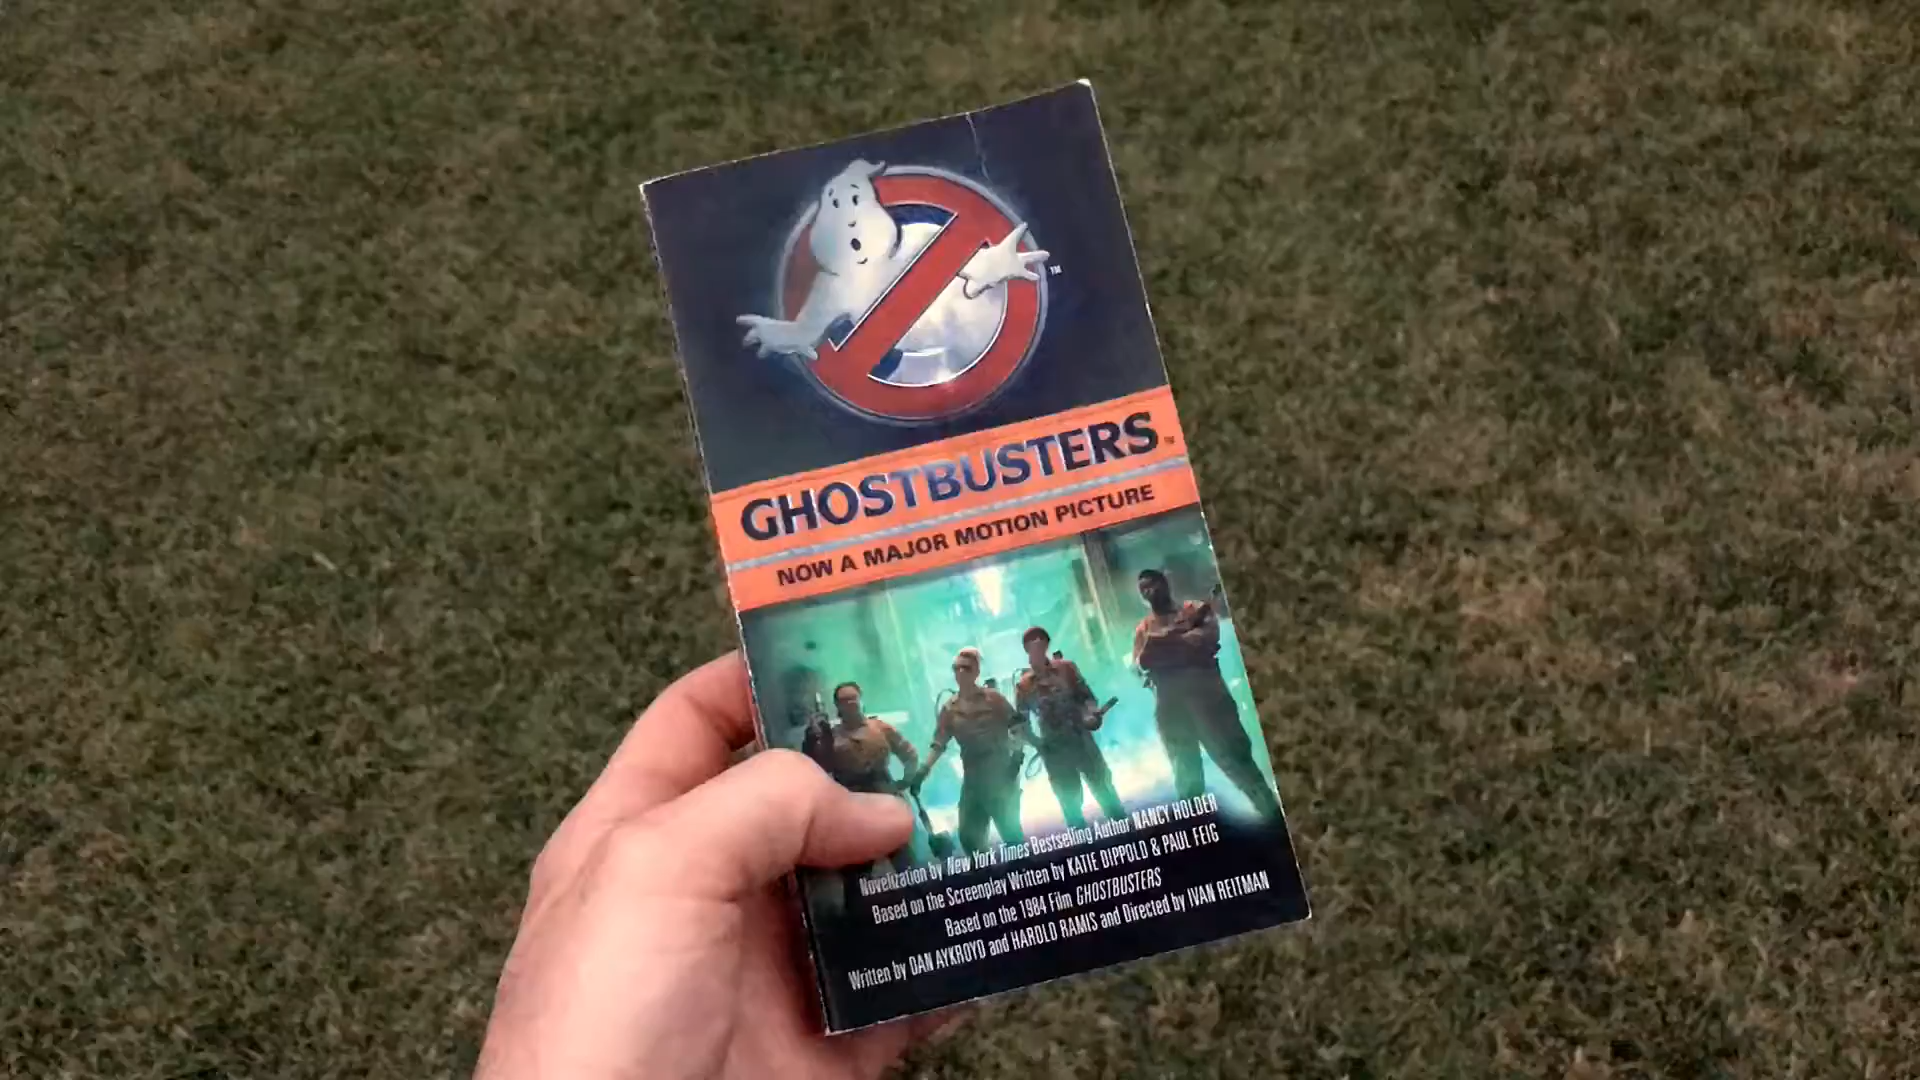 ™
GHOSTBUSTERS™
NOW A MAJOR MOTION PICTURE
Novelization by New York Times Bestselling Author NANCY HOLDER
Based on the Screenplay Written by KATIE DIPPOLD & PAUL FEIG
Based on the 1984 Film GHOSTBUSTERS
Written by DAN AYKROYD and HAROLD RAMIS and Directed by IVAN REITMAN